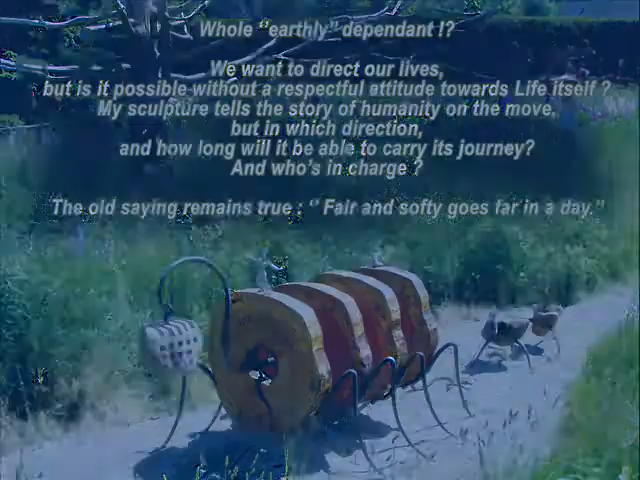 Whole "earthly" dependant !?
We want to direct our lives,
but is it possible without a respectful attitude towards Life itself ?
My sculpture tells the story of humanity on the move,
but in which direction,
and how long will it be able to carry its journey?
And who's in charge ?
The old saying remains true : " Fair and softy goes far in a day."